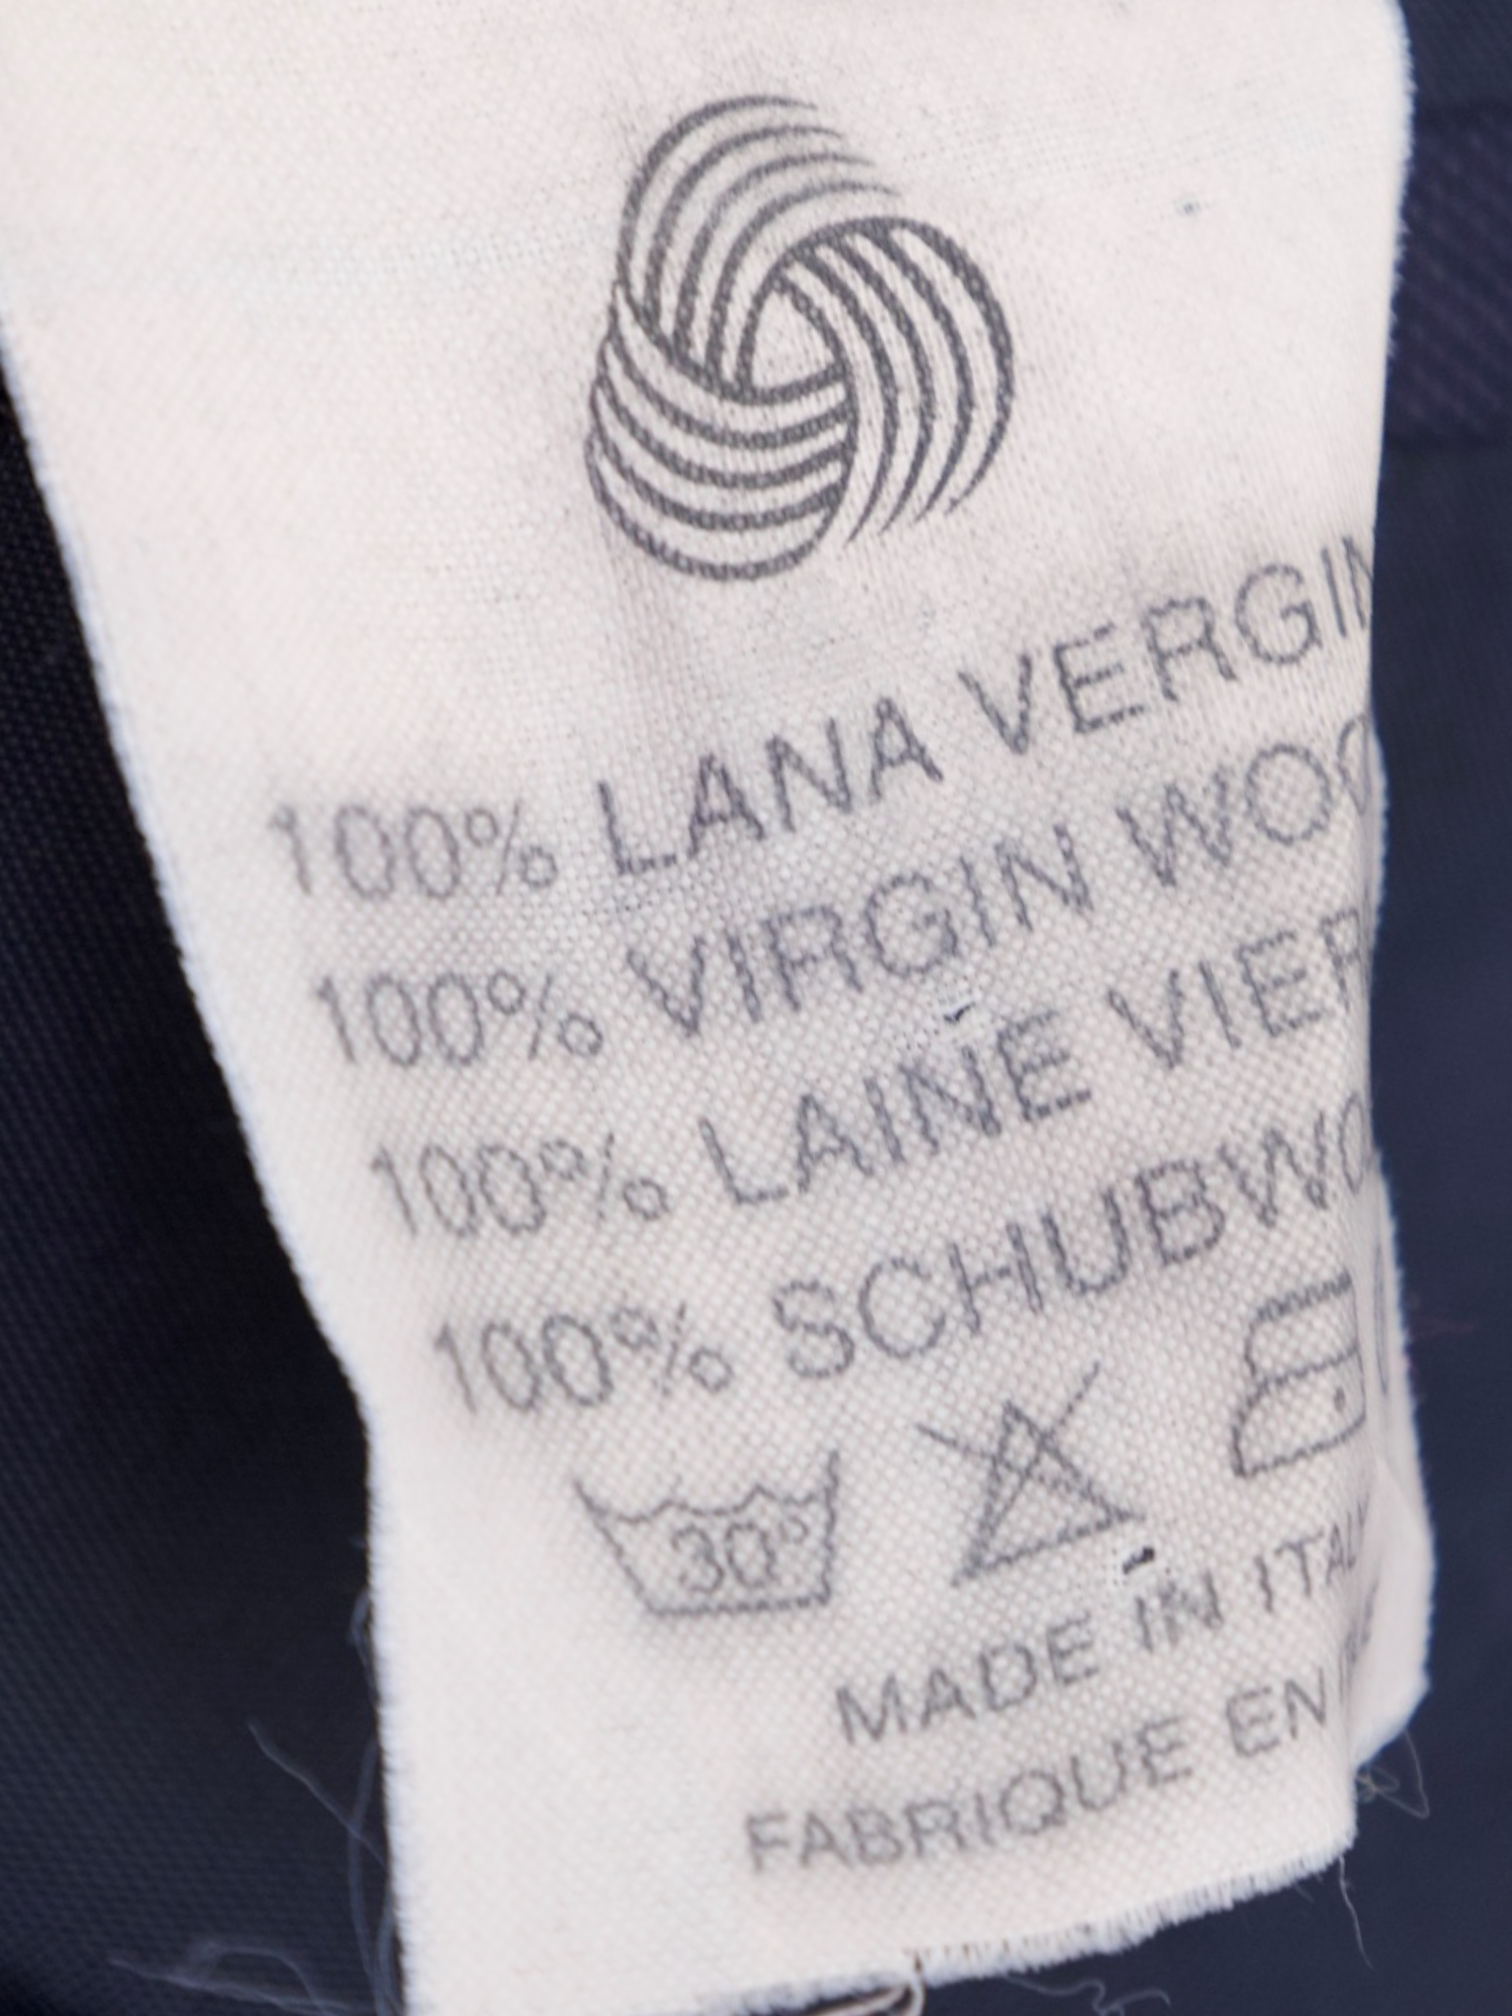 100% LANA VERGIN
100% VIRGIN WOO
100% LAINE VIER
100% SCHUBWO
30°
MADE IN ITAL
FABRIQUE EN